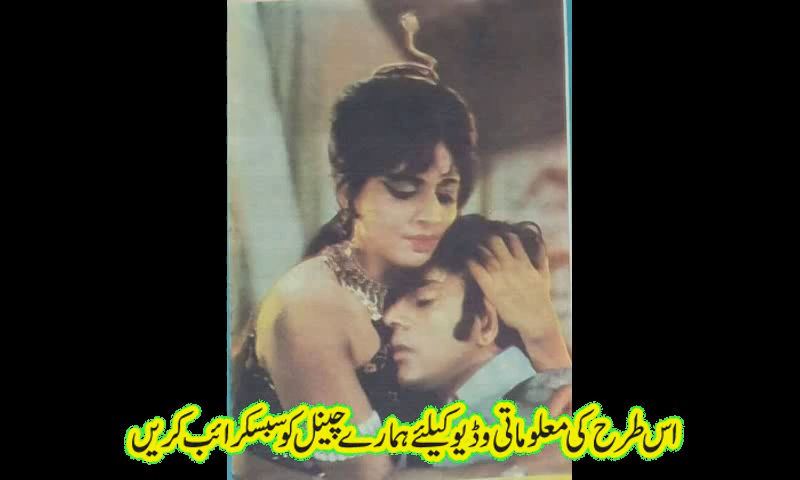 اس طرح کی معلوماتی وڈیو کیلئے ہمارے چینل کو سبسکرائب کریں